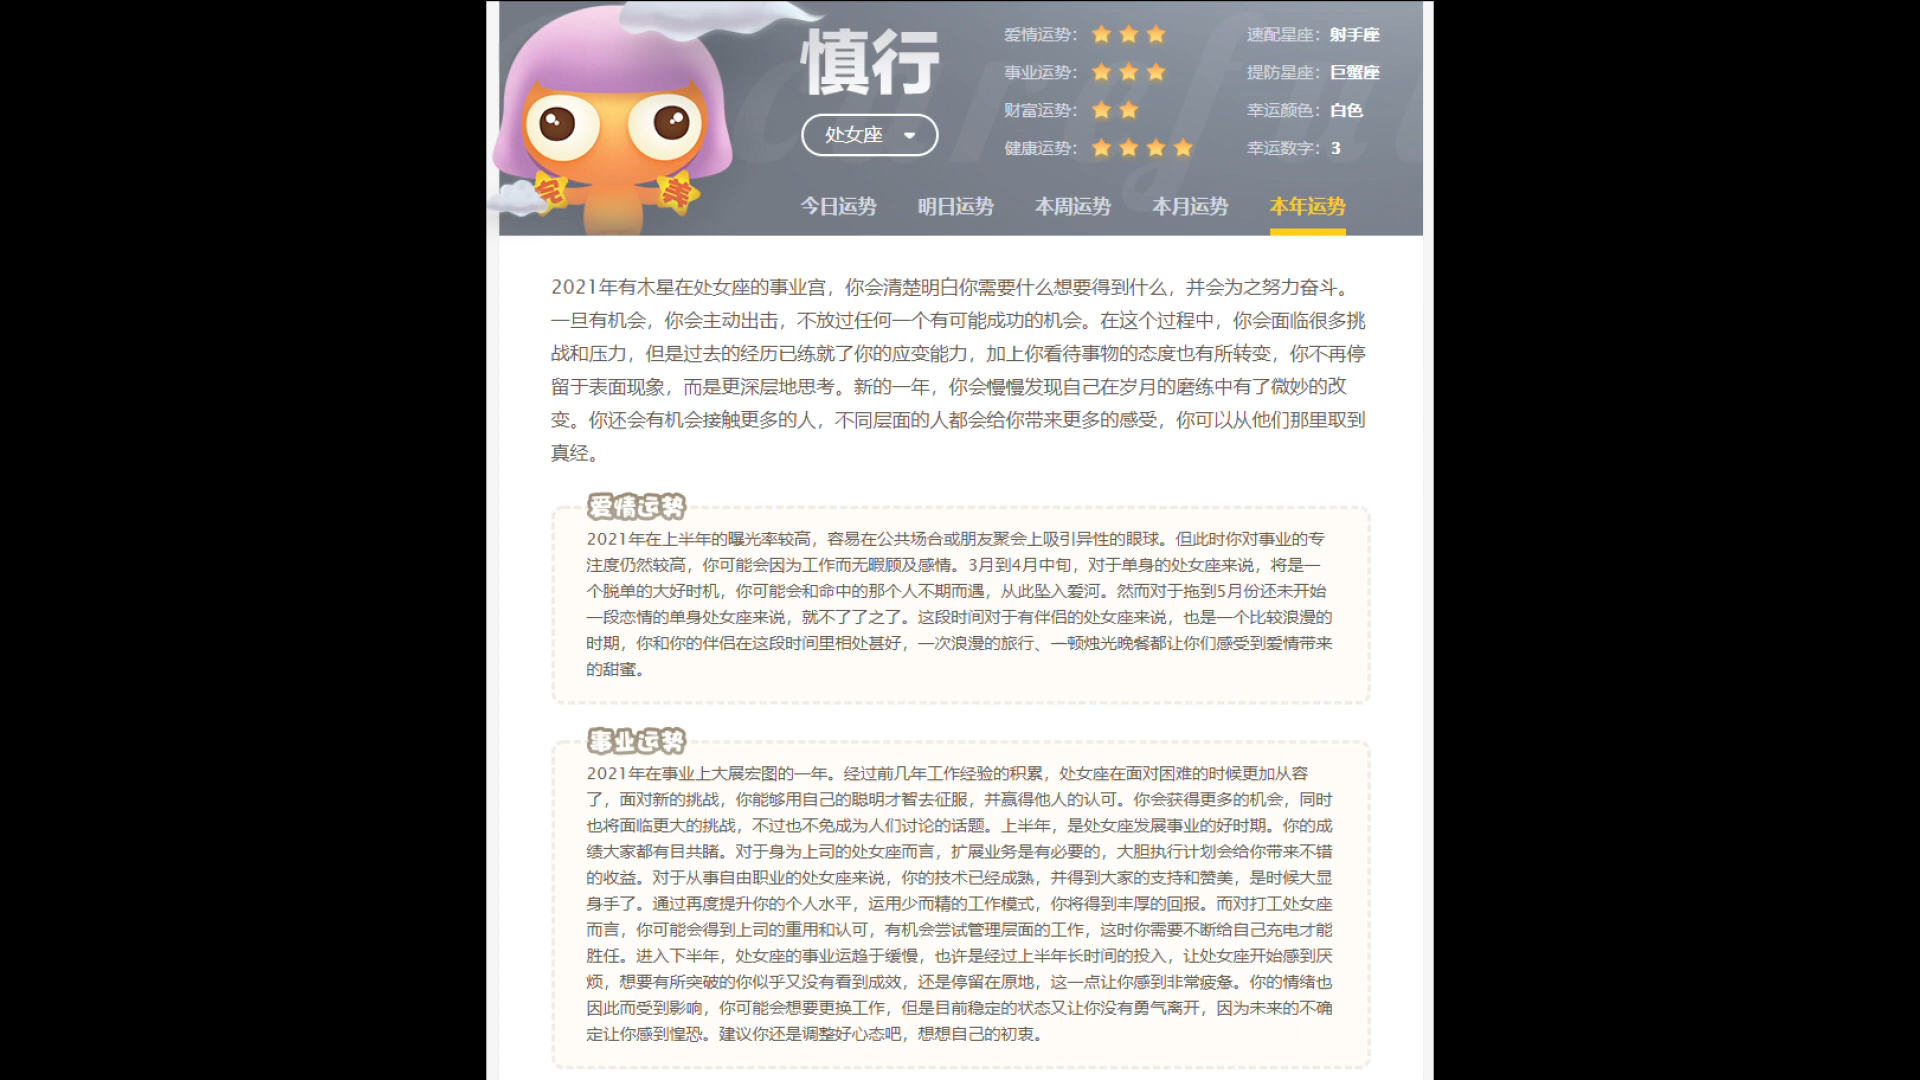 慎行
处女座
完
美
爱情运势：
事业运势：
财富运势：
健康运势：
速配星座：射手座
提防星座：巨蟹座
幸运颜色：白色
幸运数字：3
今日运势 明日运势 本周运势 本月运势 本年运势
2021年有木星在处女座的事业宫，你会清楚明白你需要什么想要得到什么，并会为之努力奋斗。
一旦有机会，你会主动出击，不放过任何一个有可能成功的机会。在这个过程中，你会面临很多挑
战和压力，但是过去的经历已练就了你的应变能力，加上你看待事物的态度也有所转变，你不再停
留于表面现象，而是更深层地思考。新的一年，你会慢慢发现自己在岁月的磨练中有了微妙的改
变。你还会有机会接触更多的人，不同层面的人都会给你带来更多的感受，你可以从他们那里取到
真经。
爱情运势
2021年在上半年的曝光率较高，容易在公共场合或朋友聚会上吸引异性的眼球。但此时你对事业的专
注度仍然较高，你可能会因为工作而无暇顾及感情。3月到4月中旬，对于单身的处女座来说，将是一
个脱单的大好时机，你可能会和命中的那个人不期而遇，从此坠入爱河。然而对于拖到5月份还未开始
一段恋情的单身处女座来说，就不了了之了。这段时间对于有伴侣的处女座来说，也是一个比较浪漫的
时期，你和你的伴侣在这段时间里相处甚好，一次浪漫的旅行、一顿烛光晚餐都让你们感受到爱情带来
的甜蜜。
事业运势
2021年在事业上大展宏图的一年。经过前几年工作经验的积累，处女座在面对困难的时候更加从容
了，面对新的挑战，你能够用自己的聪明才智去征服，并赢得他人的认可。你会获得更多的机会，同时
也将面临更大的挑战，不过也不免成为人们讨论的话题。上半年，是处女座发展事业的好时期。你的成
绩大家都有目共睹。对于身为上司的处女座而言，扩展业务是有必要的，大胆执行计划会给你带来不错
的收益。对于从事自由职业的处女座来说，你的技术已经成熟，并得到大家的支持和赞美，是时候大显
身手了。通过再度提升你的个人水平，运用少而精的工作模式，你将得到丰厚的回报。而对打工处女座
而言，你可能会得到上司的重用和认可，有机会尝试管理层面的工作，这时你需要不断给自己充电才能
胜任。进入下半年，处女座的事业运趋于缓慢，也许是经过上半年长时间的投入，让处女座开始感到厌
烦，想要有所突破的你似乎又没有看到成效，还是停留在原地，这一点让你感到非常疲惫。你的情绪也
因此而受到影响，你可能会想要更换工作，但是目前稳定的状态又让你没有勇气离开，因为未来的不确
定让你感到惶恐。建议你还是调整好心态吧，想想自己的初衷。